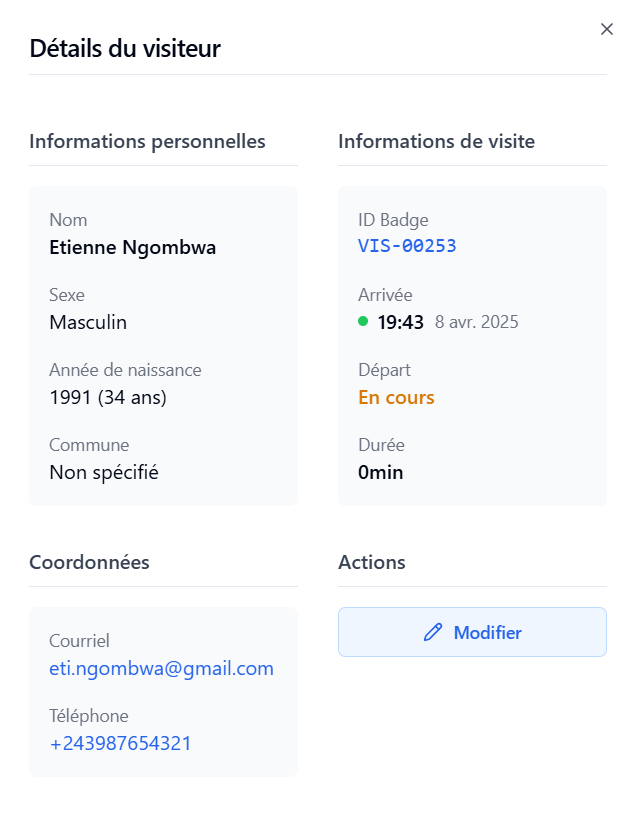 Détails du visiteur
Informations personnelles
Nom
Etienne Ngombwa
Sexe
Masculin
Année de naissance
1991 (34 ans)
Commune
Non spécifié
Informations de visite
ID Badge
VIS-00253
Arrivée
19:43 8 avr. 2025
Départ
En cours
Durée
0min
Coordonnées
Courriel
eti.ngombwa@gmail.com
Téléphone
+243987654321
Actions
Modifier